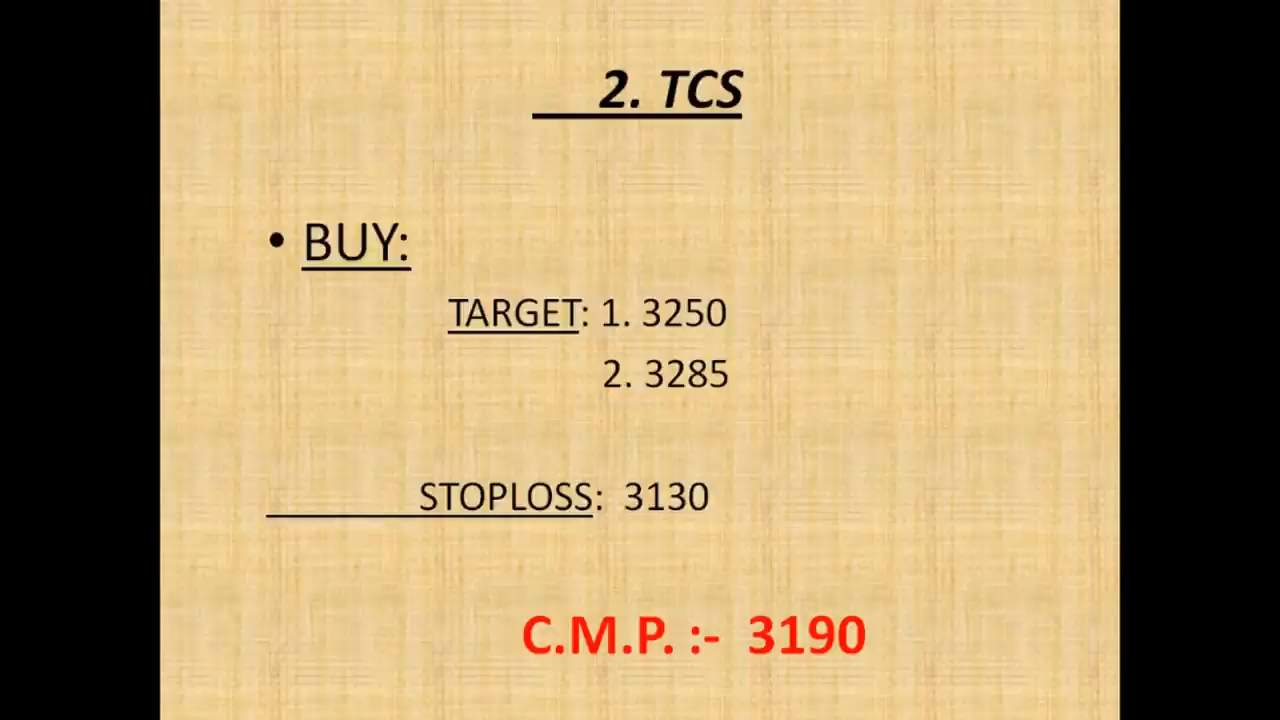 2. TCS
• BUY:
TARGET: 1. 3250
2. 3285
STOPLOSS: 3130
C.M.P. :- 3190